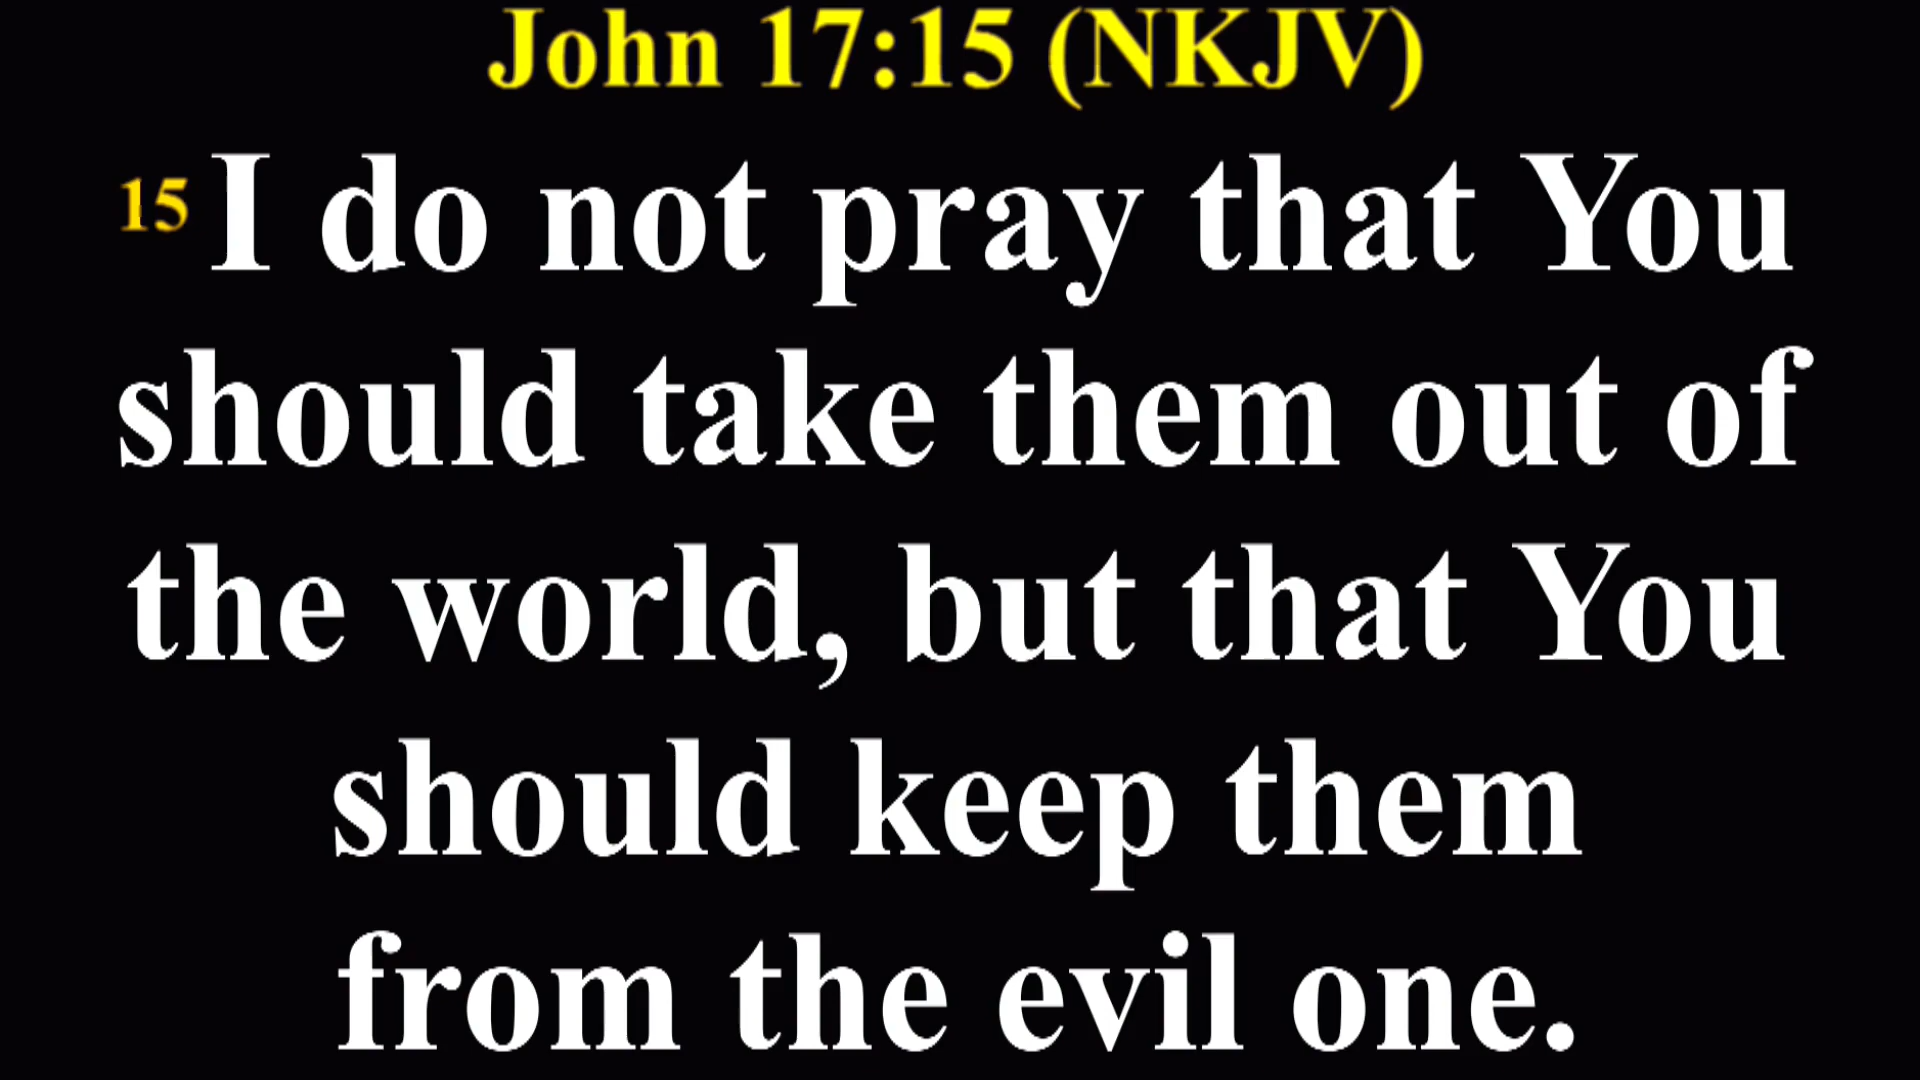 John 17:15 (NKJV)
15 I do not pray that You
should take them out of
the world, but that You
should keep them
from the evil one.